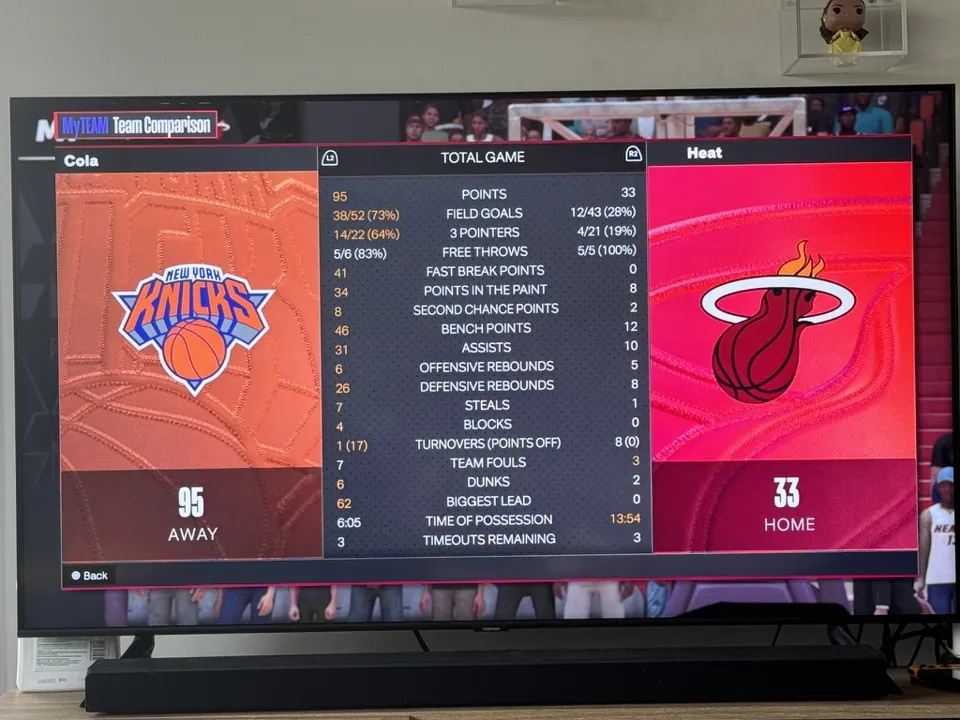 MyTEAM Team Comparison
Cola
L2 TOTAL GAME R2
Heat
95 POINTS 33
38/52 (73%) FIELD GOALS 12/43 (28%)
14/22 (64%) 3 POINTERS 4/21 (19%)
5/6 (83%) FREE THROWS 5/5 (100%)
41 FAST BREAK POINTS 0
34 POINTS IN THE PAINT 8
8 SECOND CHANCE POINTS 2
46 BENCH POINTS 12
31 ASSISTS 10
6 OFFENSIVE REBOUNDS 5
26 DEFENSIVE REBOUNDS 8
7 STEALS 1
4 BLOCKS 0
1 (17) TURNOVERS (POINTS OFF) 8 (0)
7 TEAM FOULS 3
6 DUNKS 2
62 BIGGEST LEAD 0
6:05 TIME OF POSSESSION 13:54
3 TIMEOUTS REMAINING 3
NEW YORK
KNICKS
95
AWAY
33
HOME
Back